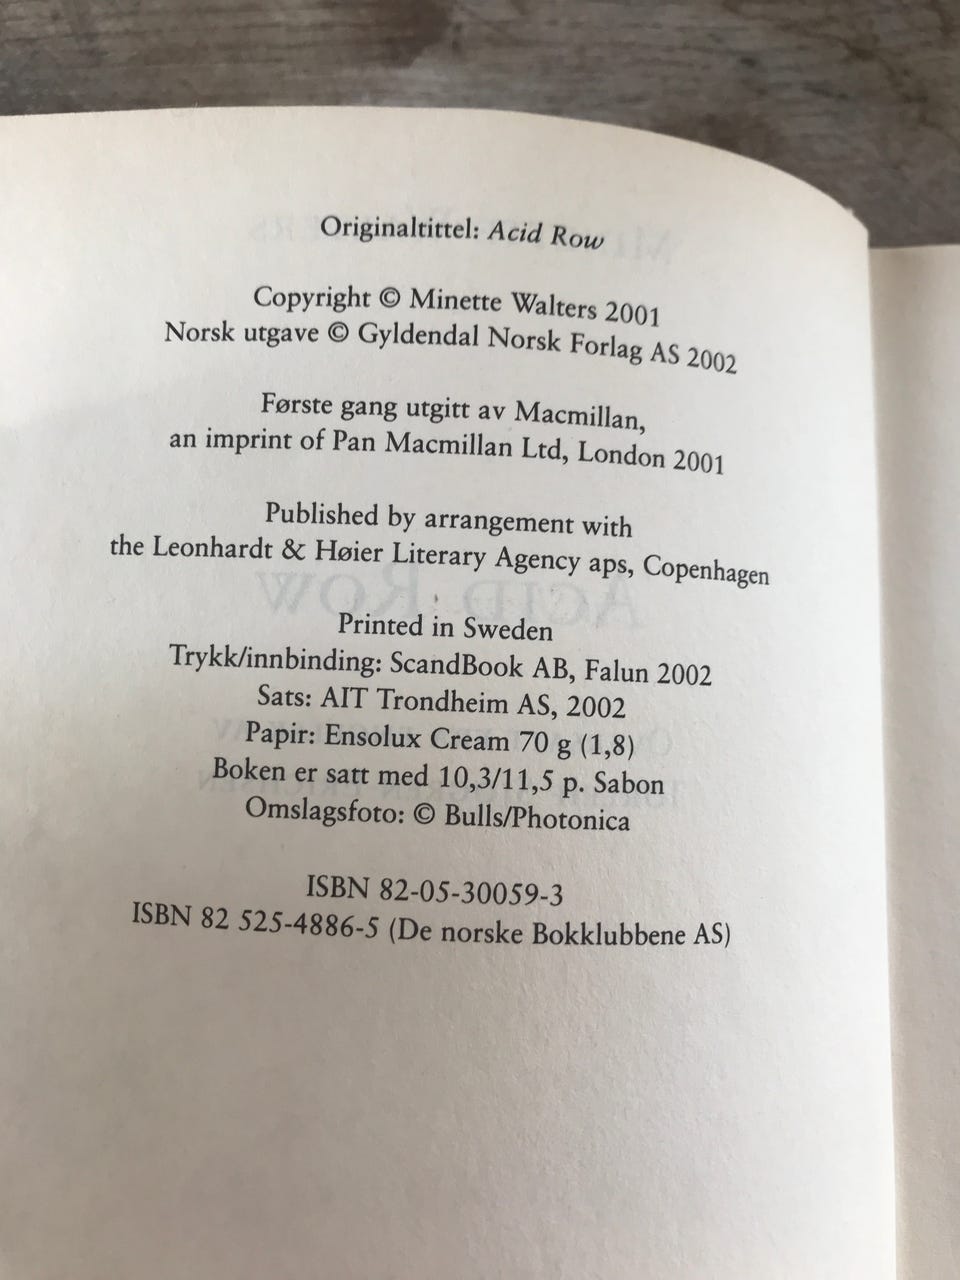 Originaltittel: Acid Row
Copyright © Minette Walters 2001
Norsk utgave © Gyldendal Norsk Forlag AS 2002
Første gang utgitt av Macmillan,
an imprint of Pan Macmillan Ltd, London 2001
Published by arrangement with
the Leonhardt & Høier Literary Agency aps, Copenhagen
Printed in Sweden
Trykk/innbinding: ScandBook AB, Falun 2002
Sats: AIT Trondheim AS, 2002
Papir: Ensolux Cream 70 g (1,8)
Boken er satt med 10,3/11,5 p. Sabon
Omslagsfoto: © Bulls/Photonica
ISBN 82-05-30059-3
ISBN 82 525-4886-5 (De norske Bokklubbene AS)